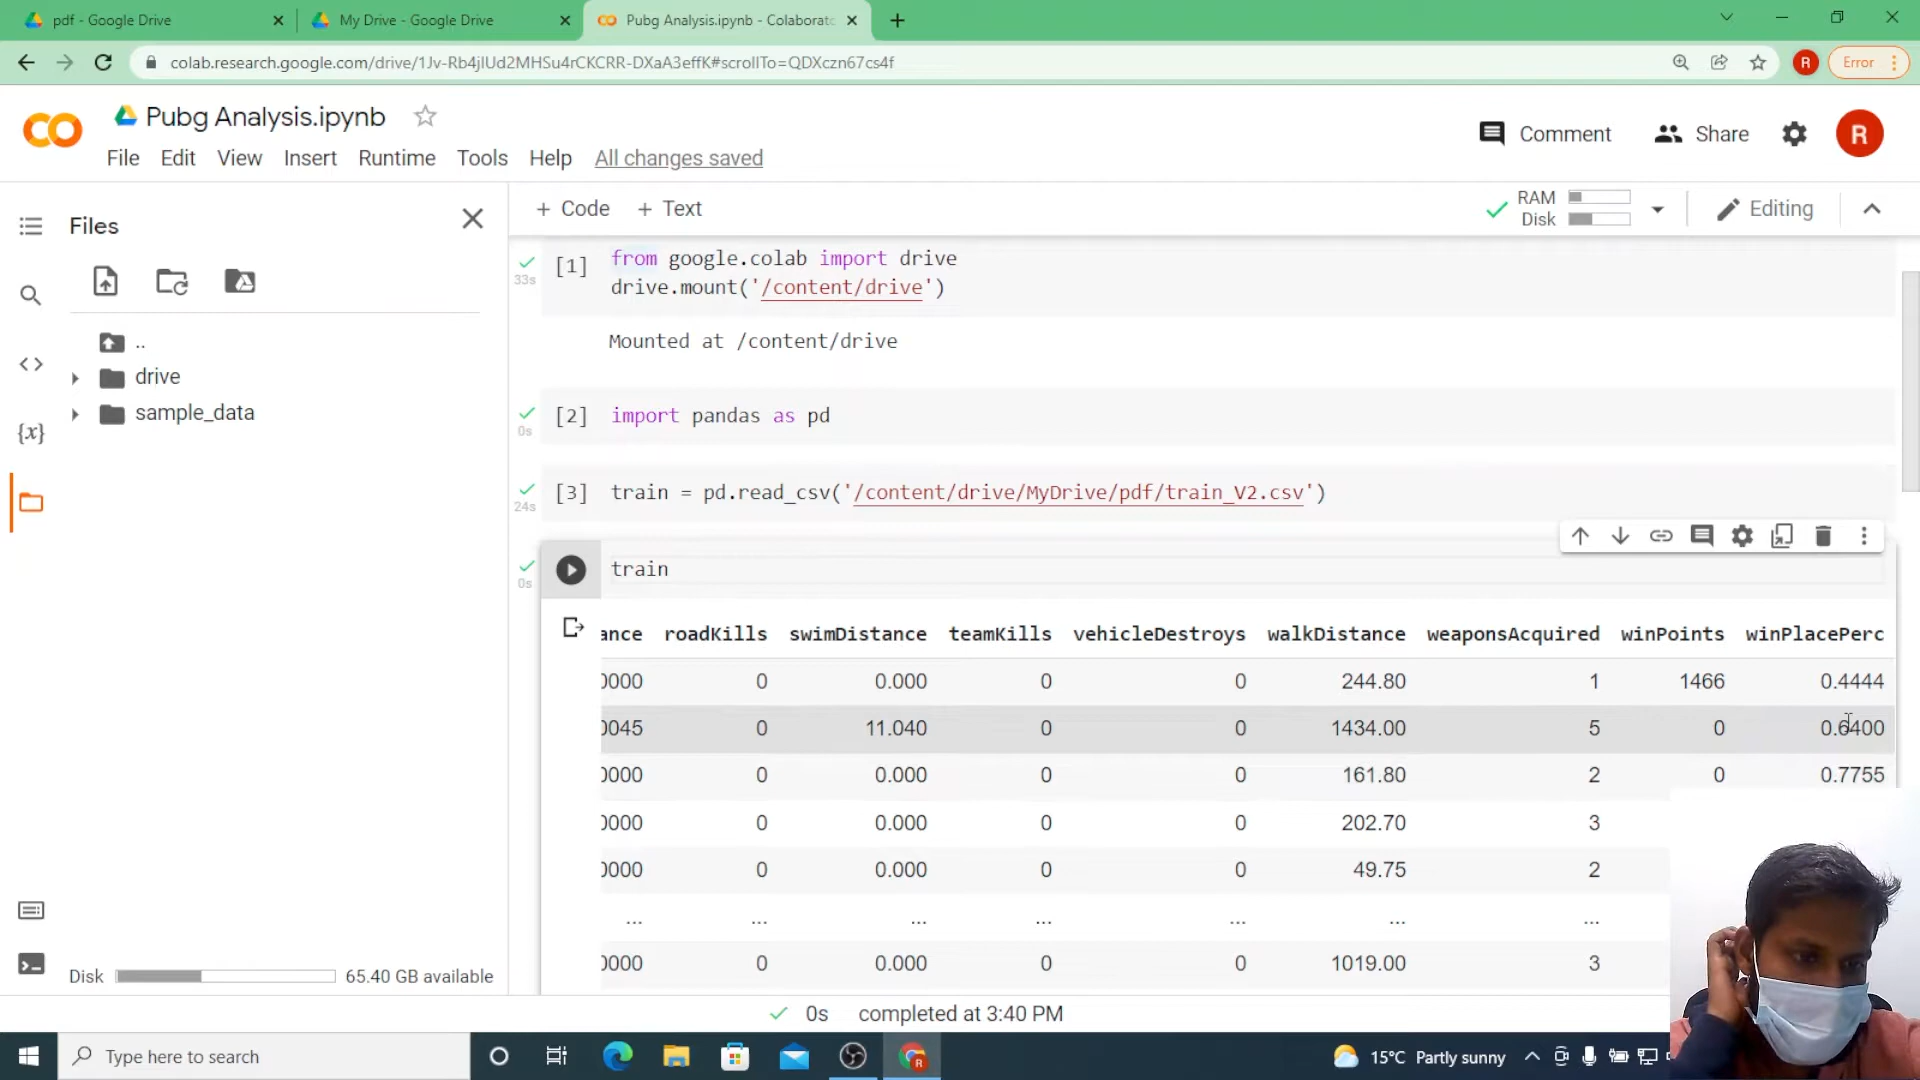 pdf - Google Drive
My Drive - Google Drive
Pubg Analysis.ipynb - Colaborato
colab.research.google.com/drive/1Jv-Rb4jlUd2MHSu4rCKCRR-DXaA3effK#scrollTo=QDXczn67cs4f
R
Error
CO
Pubg Analysis.ipynb
File Edit View Insert Runtime Tools Help All changes saved
Comment
Share
R
Files
+ Code + Text
RAM
Disk
Editing
..
drive
sample_data
{x}
33s
[1]
from google.colab import drive
drive.mount('/content/drive')
Mounted at /content/drive
0s
[2]
import pandas as pd
24s
[3]
train = pd.read_csv('/content/drive/MyDrive/pdf/train_V2.csv')
0s
train
ance roadKills swimDistance teamKills vehicleDestroys walkDistance weaponsAcquired winPoints winPlacePerc
0000 0 0.000 0 0 244.80 1 1466 0.4444
0045 0 11.040 0 0 1434.00 5 0 0.6400
0000 0 0.000 0 0 161.80 2 0 0.7755
0000 0 0.000 0 0 202.70 3
0000 0 0.000 0 0 49.75 2
... ... ... ... ... ... ...
0000 0 0.000 0 0 1019.00 3
Disk 65.40 GB available
0s completed at 3:40 PM
Type here to search
R
15°C Partly sunny